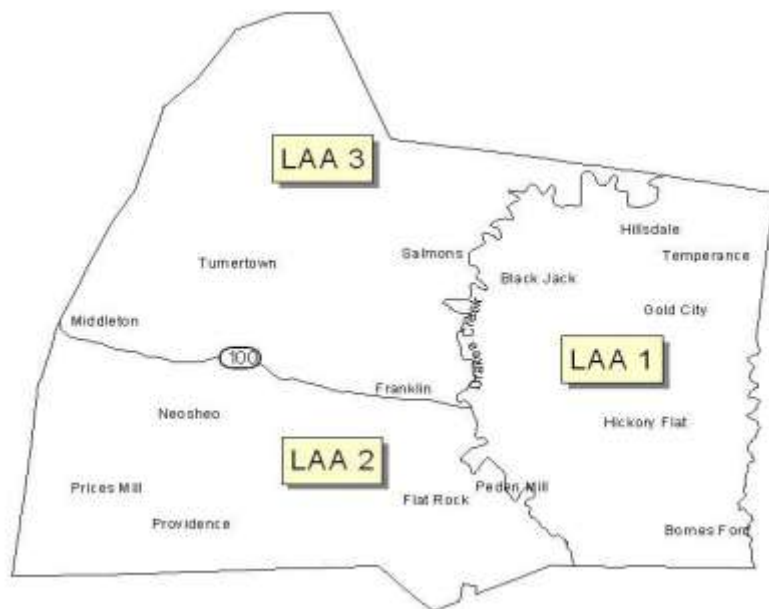 LAA 3
Hillsdale
Salmons
Temperance
Turnertown
Black Jack
Gold City
Middleton
Drakes Creek
100
LAA 1
Franklin
Neosheo
Hickory Flat
LAA 2
Prices Mill
Peden Mill
Flat Rock
Providence
Bornes Ford